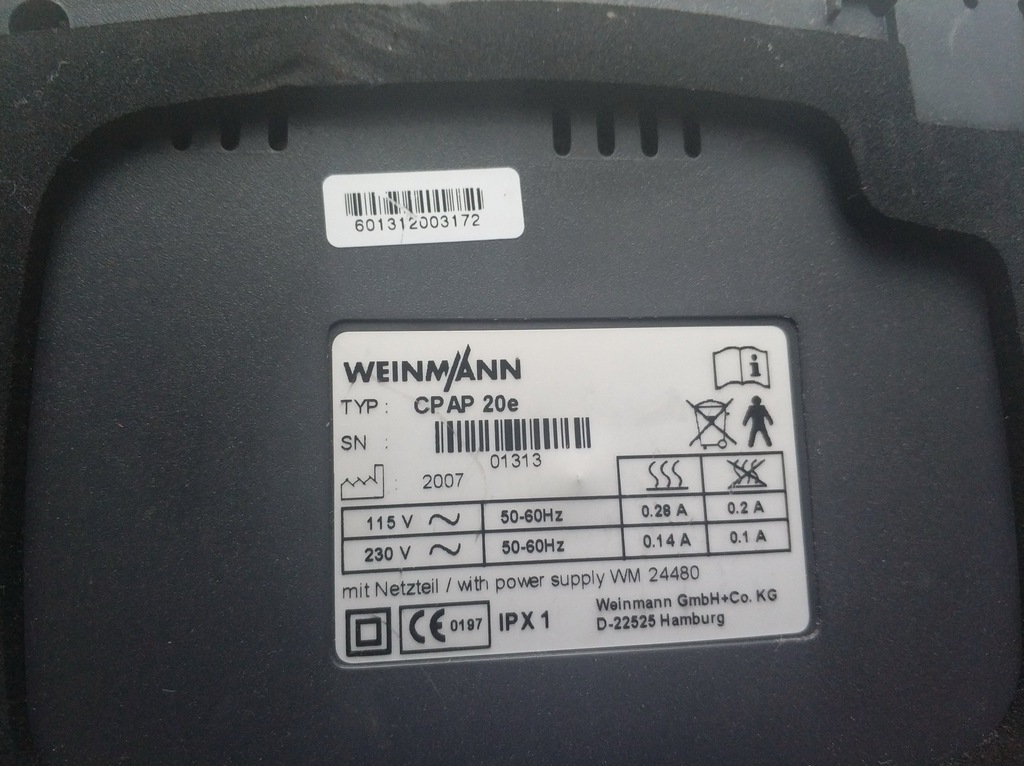 601312003172
WEINMANN
TYP: CPAP 20e
SN :
01313
: 2007
0.28 A 0.2 A
115 V 50-60Hz
230 V 50-60Hz 0.14 A 0.1 A
mit Netzteil / with power supply WM 24480
CE 0197 IPX 1
Weinmann GmbH+Co. KG
D-22525 Hamburg